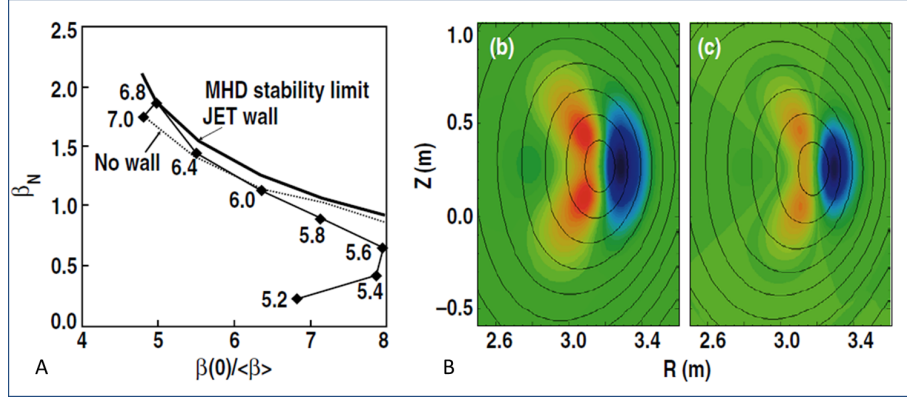 2.5
2.0
1.5
1.0
0.5
0.0
βN
4
5
6
7
8
β(0)/<β>
MHD stability limit
JET wall
No wall
6.8
7.0
6.4
6.0
5.8
5.6
5.4
5.2
A
(b)
(c)
1.0
0.5
0.0
−0.5
Z (m)
2.6
3.0
3.4
2.6
3.0
3.4
R (m)
B